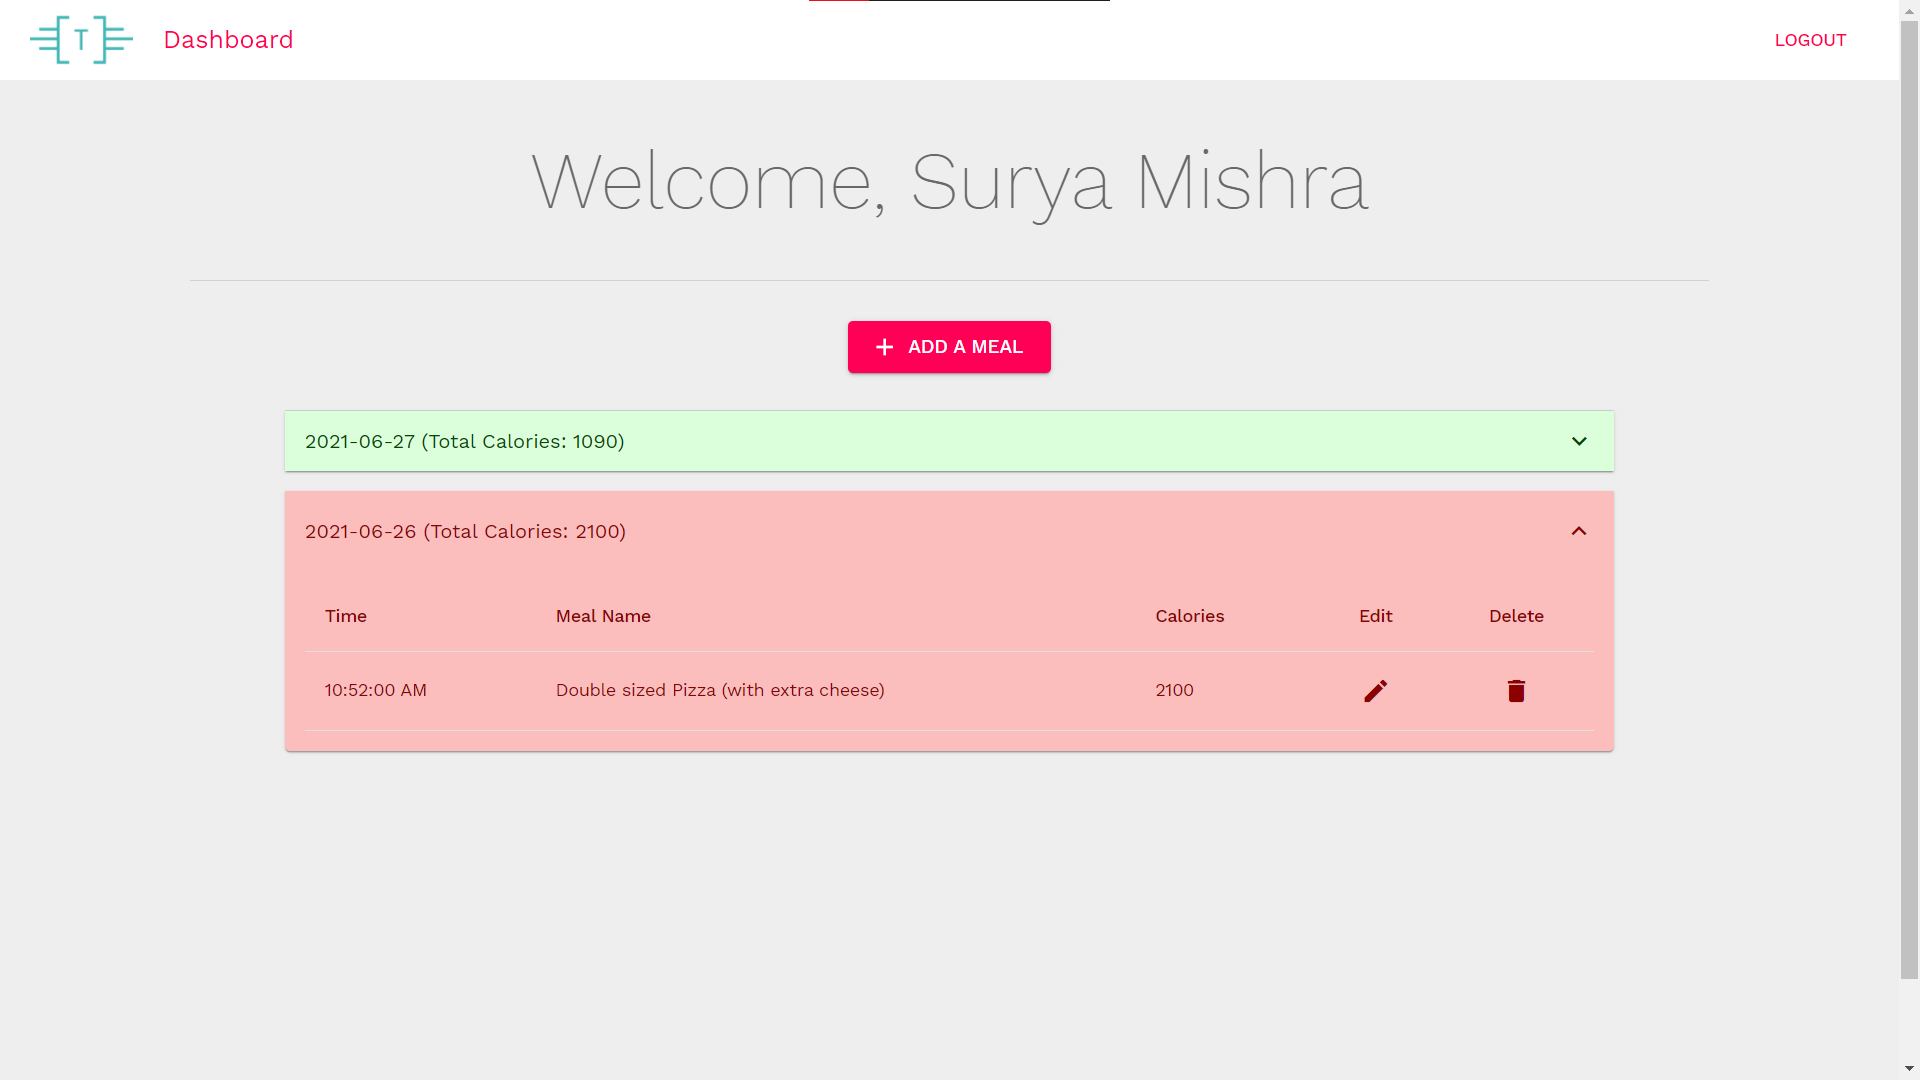 T Dashboard LOGOUT
Welcome, Surya Mishra
ADD A MEAL
2021-06-27 (Total Calories: 1090)
2021-06-26 (Total Calories: 2100)
Time Meal Name Calories Edit Delete
10:52:00 AM Double sized Pizza (with extra cheese) 2100